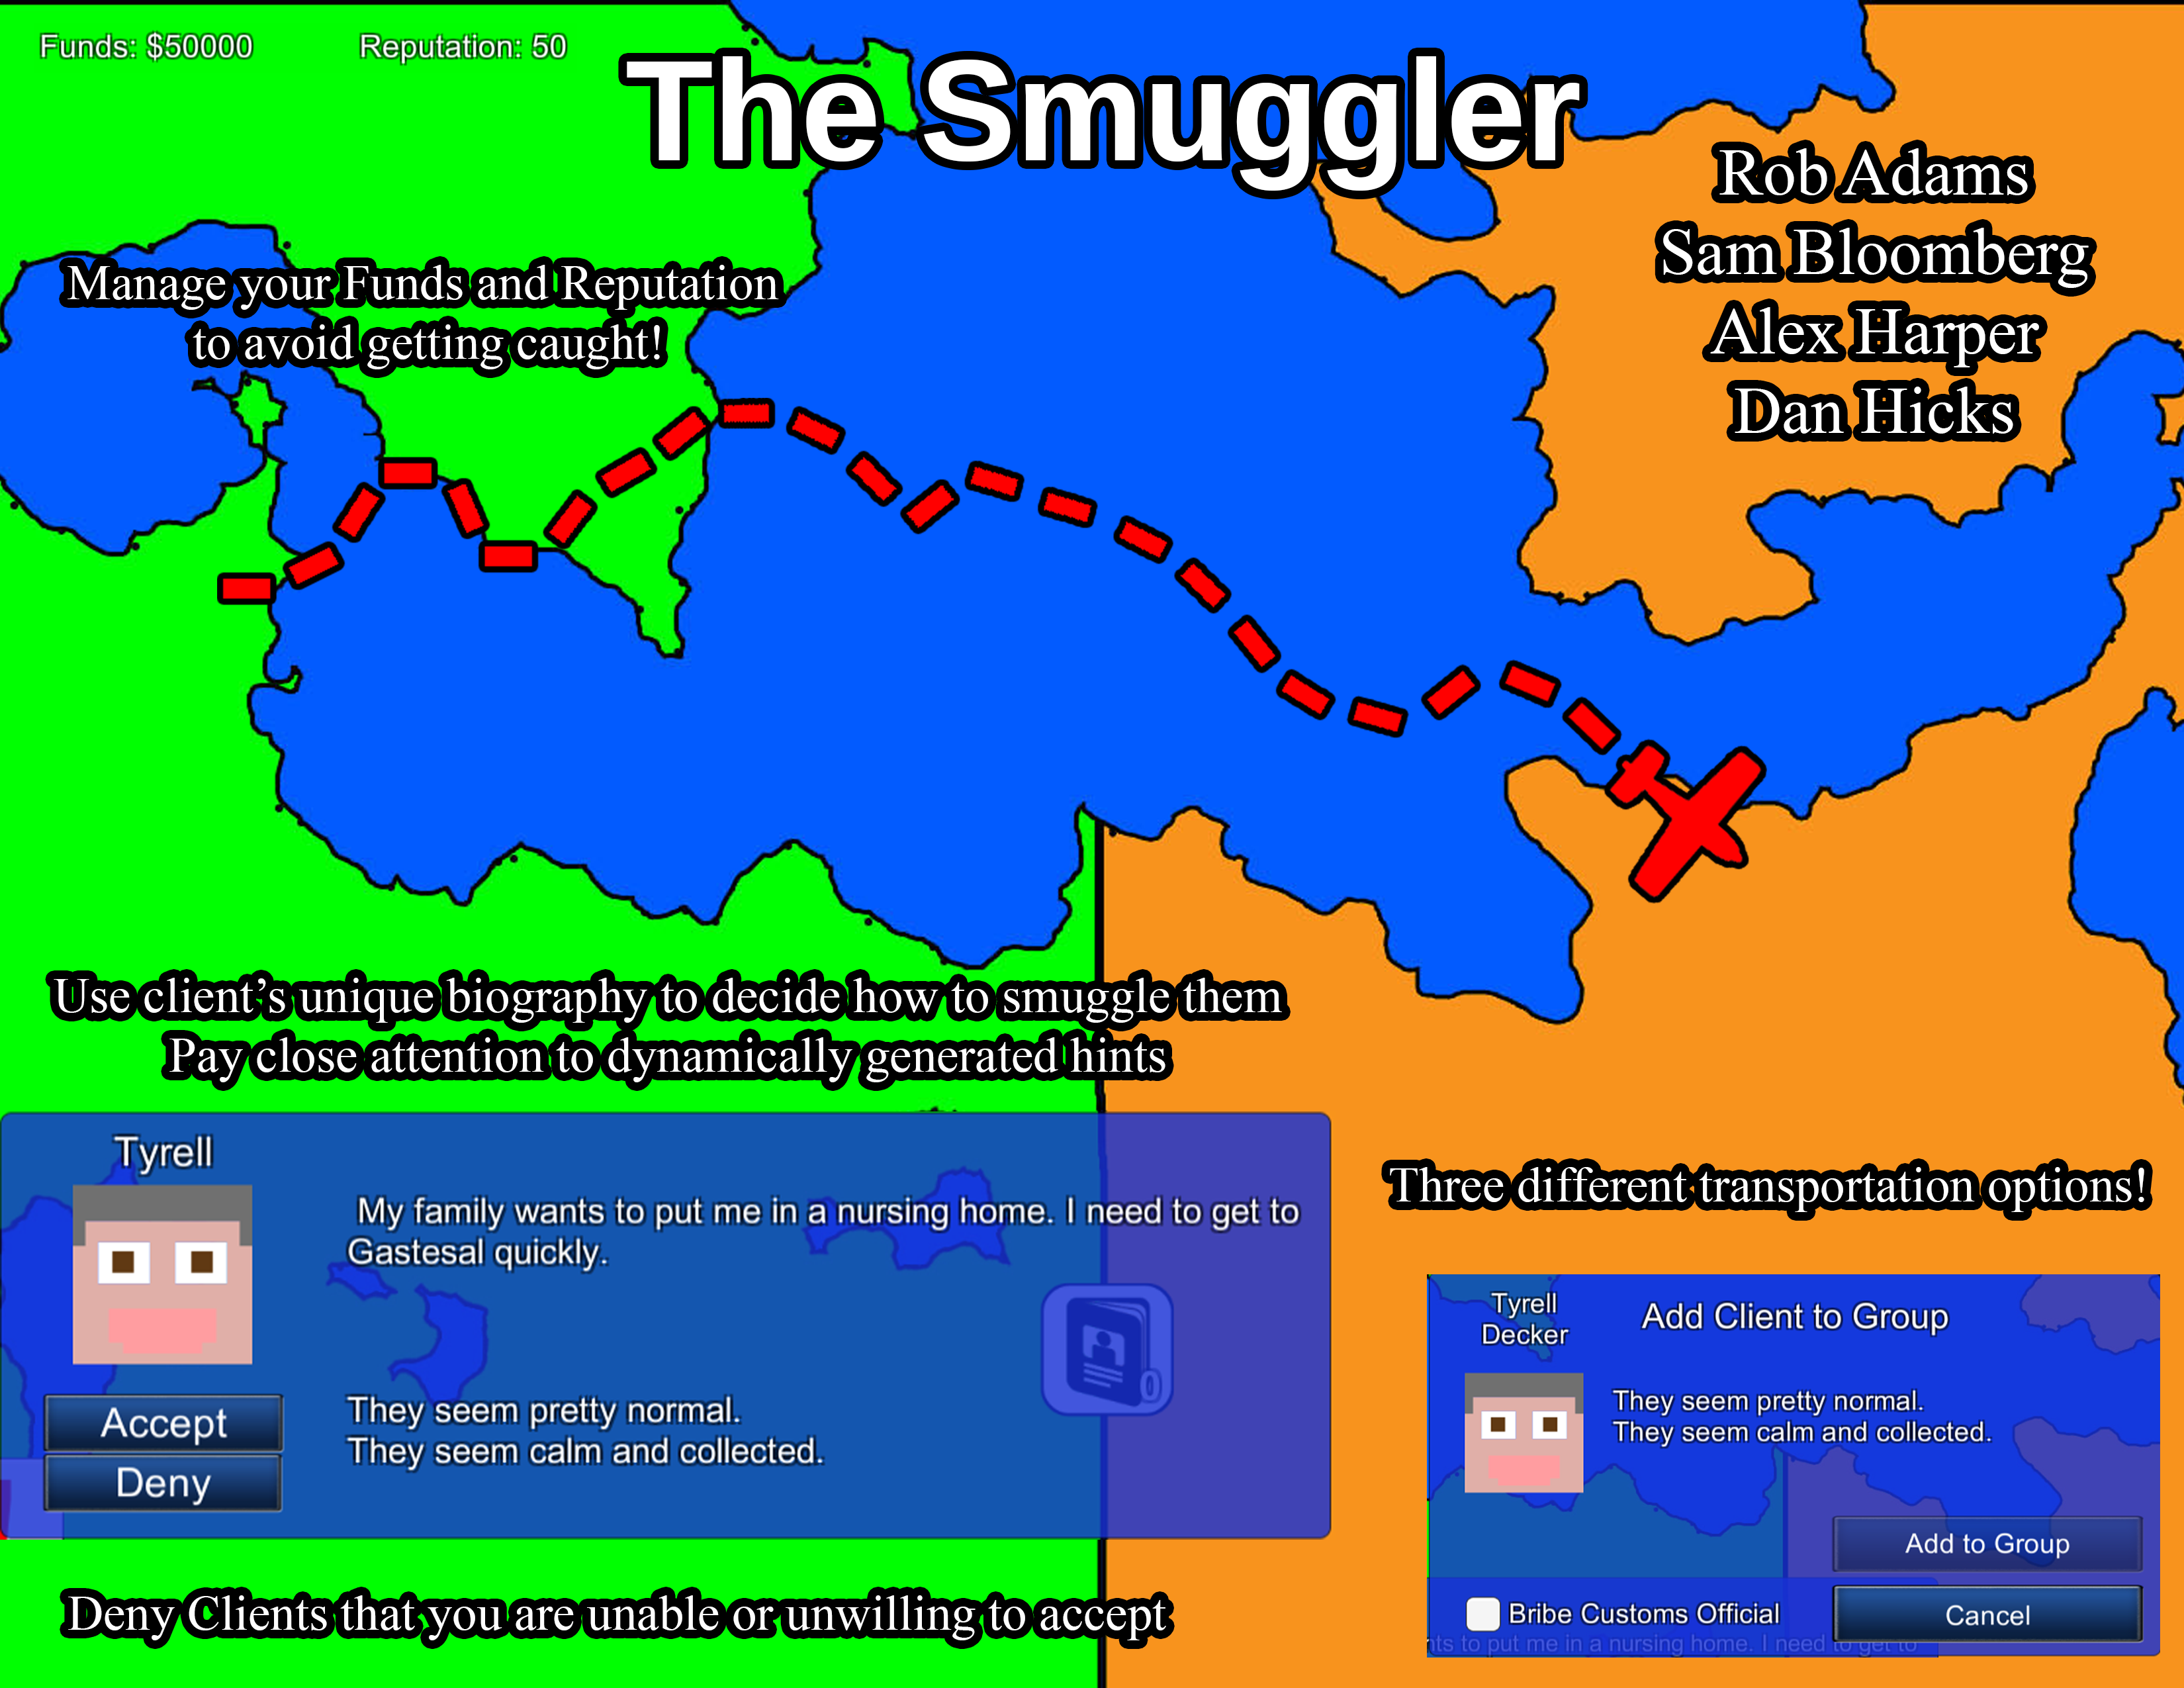 Funds: $50000
Reputation: 50
The Smuggler
Rob Adams
Sam Bloomberg
Alex Harper
Dan Hicks
Manage your Funds and Reputation
to avoid getting caught!
Use client’s unique biography to decide how to smuggle them
Pay close attention to dynamically generated hints
Tyrell
My family wants to put me in a nursing home. I need to get to
Gastesal quickly.
0
They seem pretty normal.
They seem calm and collected.
Accept
Deny
Deny Clients that you are unable or unwilling to accept
Three different transportation options!
Tyrell
Decker
Add Client to Group
They seem pretty normal.
They seem calm and collected.
Add to Group
Bribe Customs Official
Cancel
nts to put me in a nursing home. I need to get to